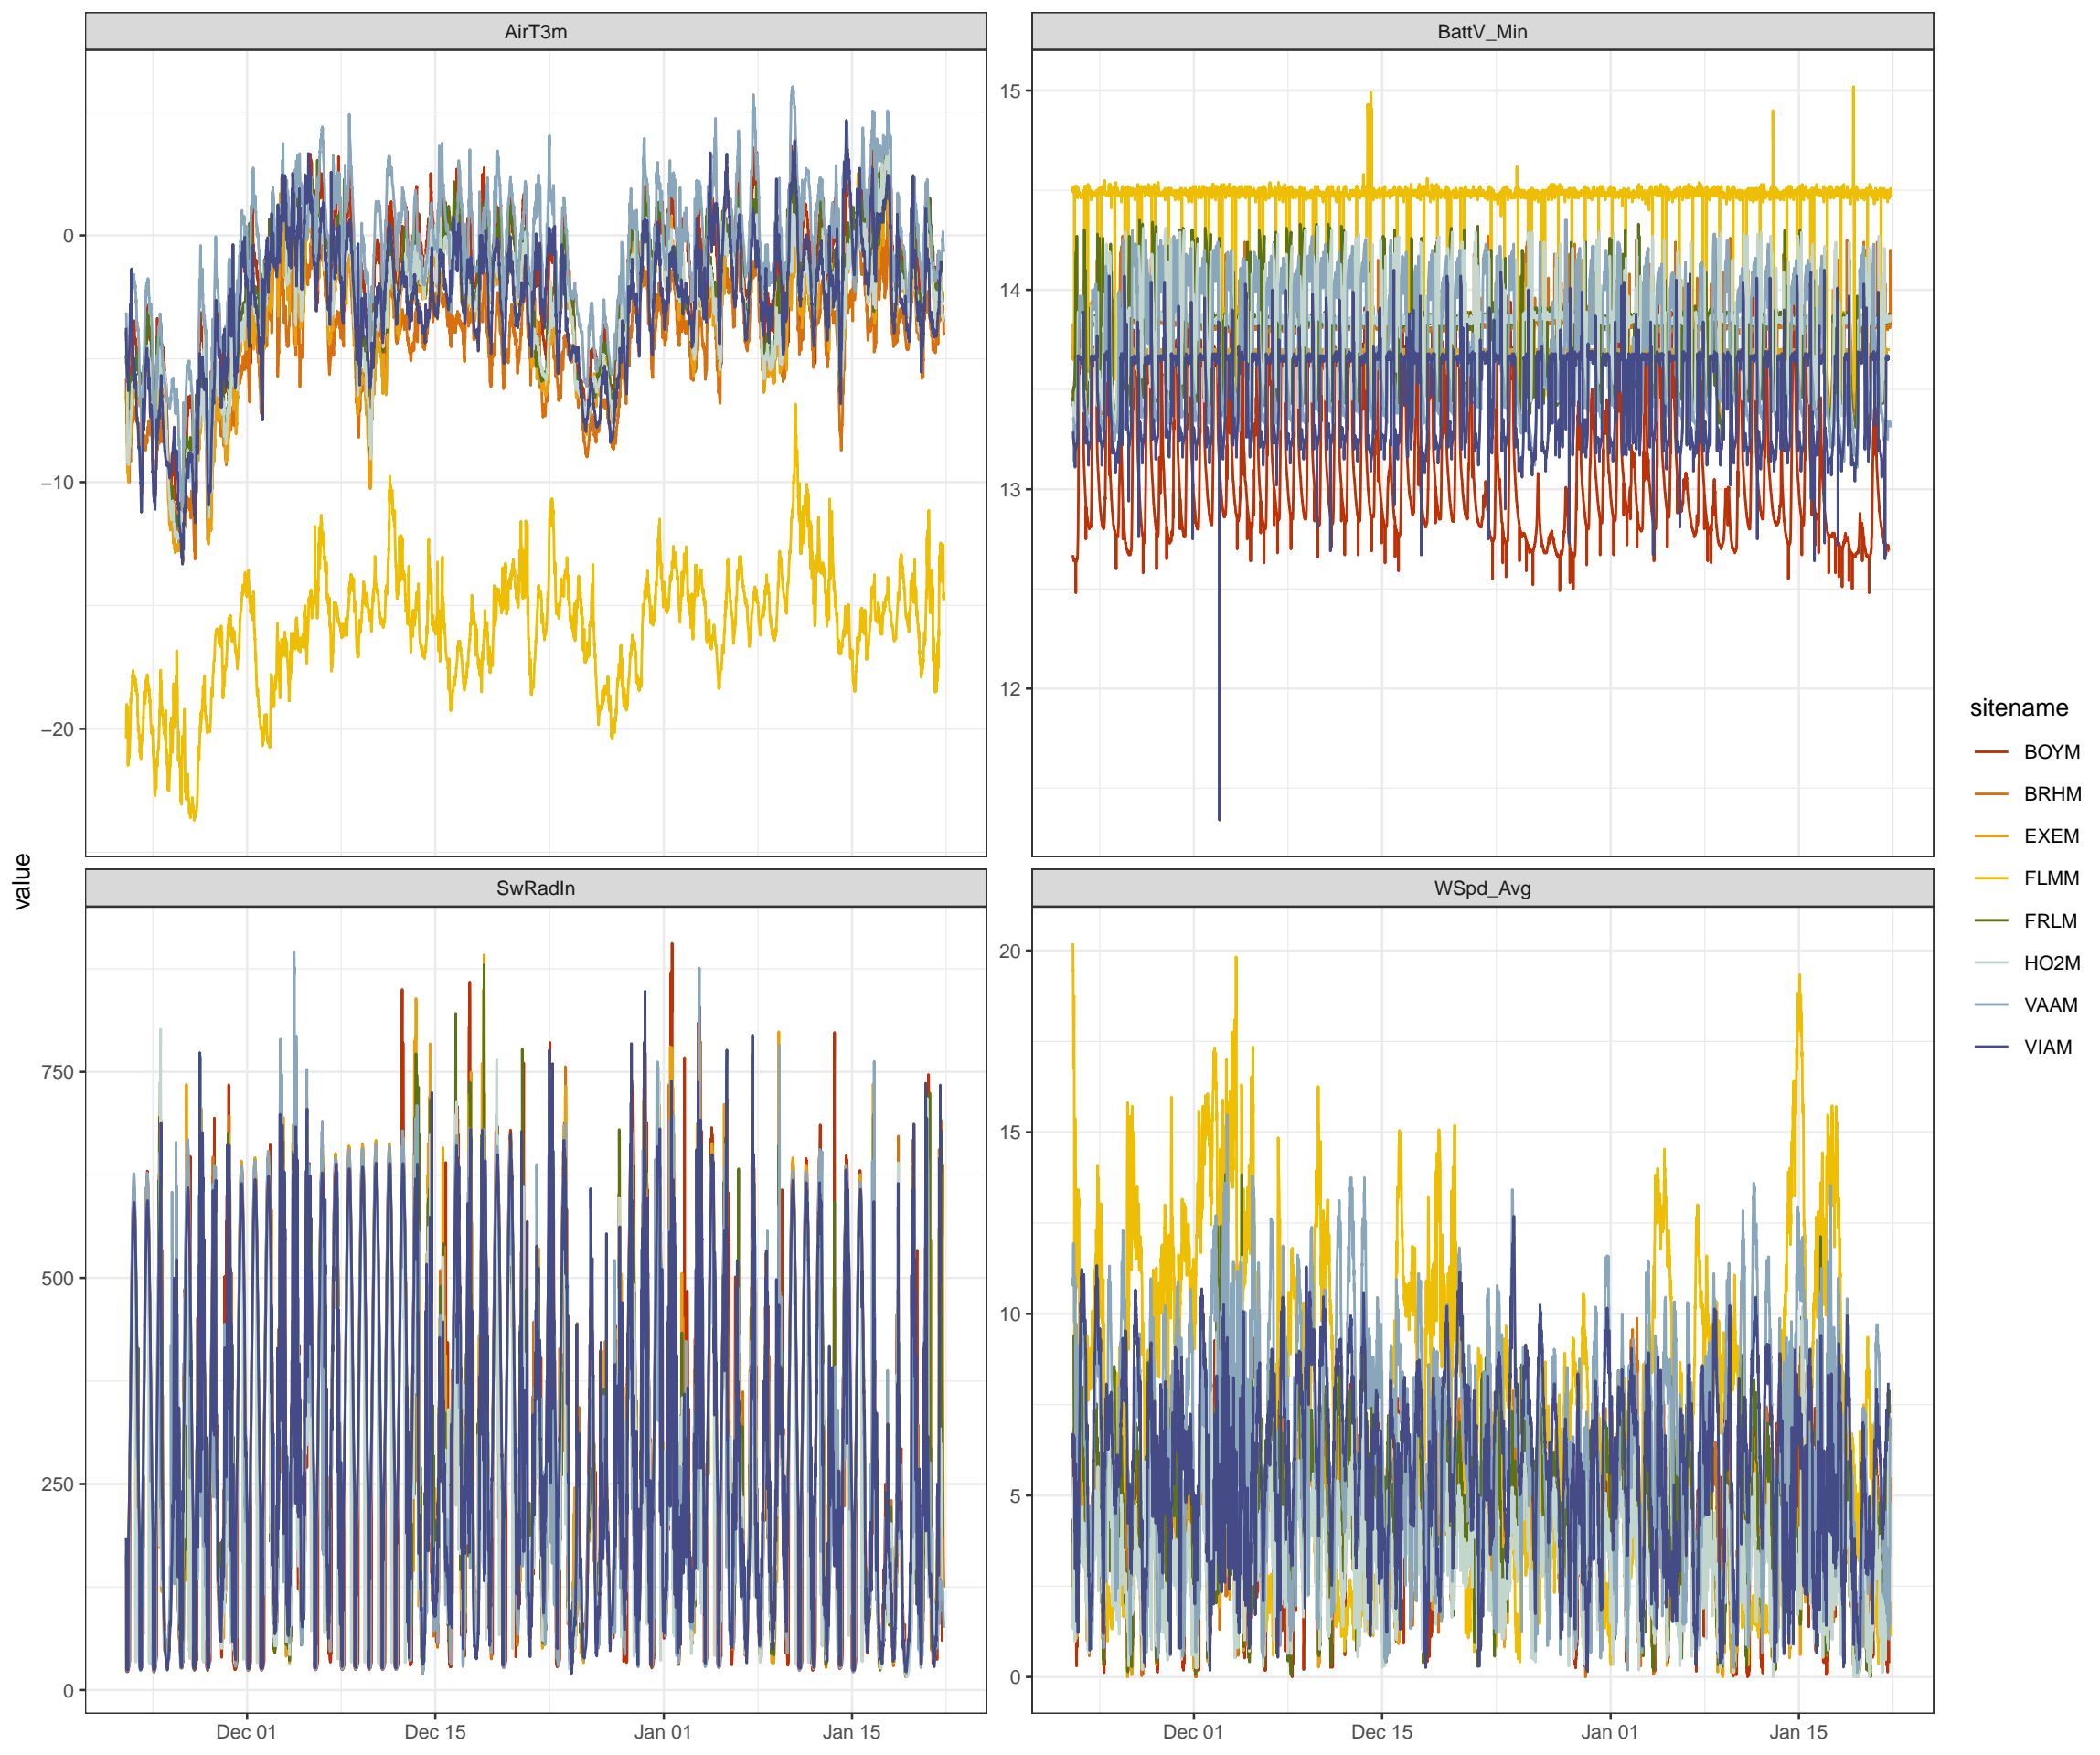 AirT3m
BattV_Min
0
−10
−20
15
14
13
12
SwRadIn
WSpd_Avg
750
500
250
0
20
15
10
5
0
Dec 01
Dec 15
Jan 01
Jan 15
Dec 01
Dec 15
Jan 01
Jan 15
value
sitename
BOYM
BRHM
EXEM
FLMM
FRLM
HO2M
VAAM
VIAM